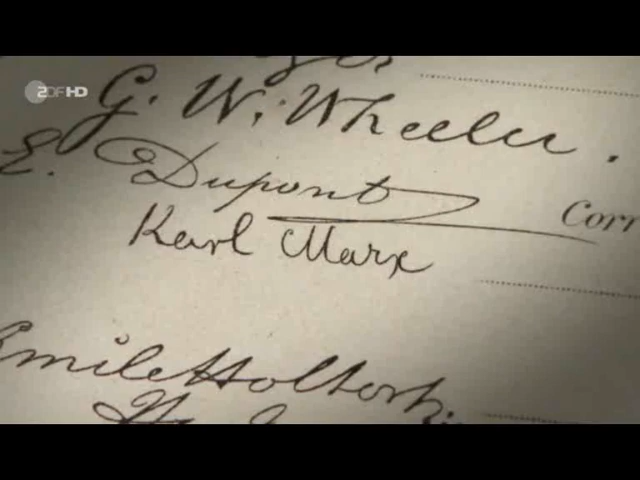 ZDF HD
G. W. Wheeler.
E. Dupont
Corr
Karl Marx
Emile Holtorp